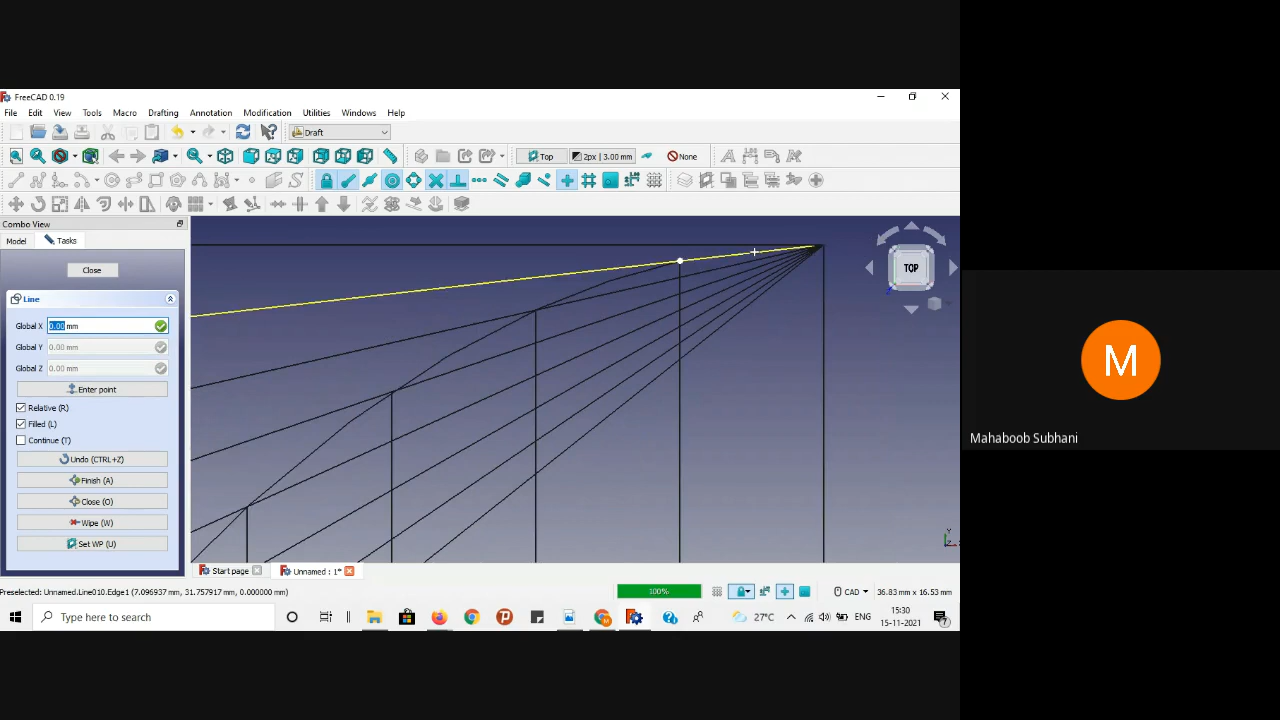 FreeCAD 0.19
File Edit View Tools Macro Drafting Annotation Modification Utilities Windows Help
Draft
Top 2px | 3.00 mm None
Combo View
Model Tasks
Close
Line
Global X 0.00 mm
Global Y 0.00 mm
Global Z 0.00 mm
Enter point
Relative (R)
Filled (L)
Continue (T)
Undo (CTRL+Z)
Finish (A)
Close (O)
Wipe (W)
Set WP (U)
TOP
Y
Start page Unnamed : 1*
Preselected: Unnamed.Line010.Edge1 (7.096937 mm, 31.757917 mm, 0.000000 mm)
100%
CAD 36.83 mm x 16.53 mm
Type here to search
27°C ENG
15:30
15-11-2021
7
M
Mahaboob Subhani